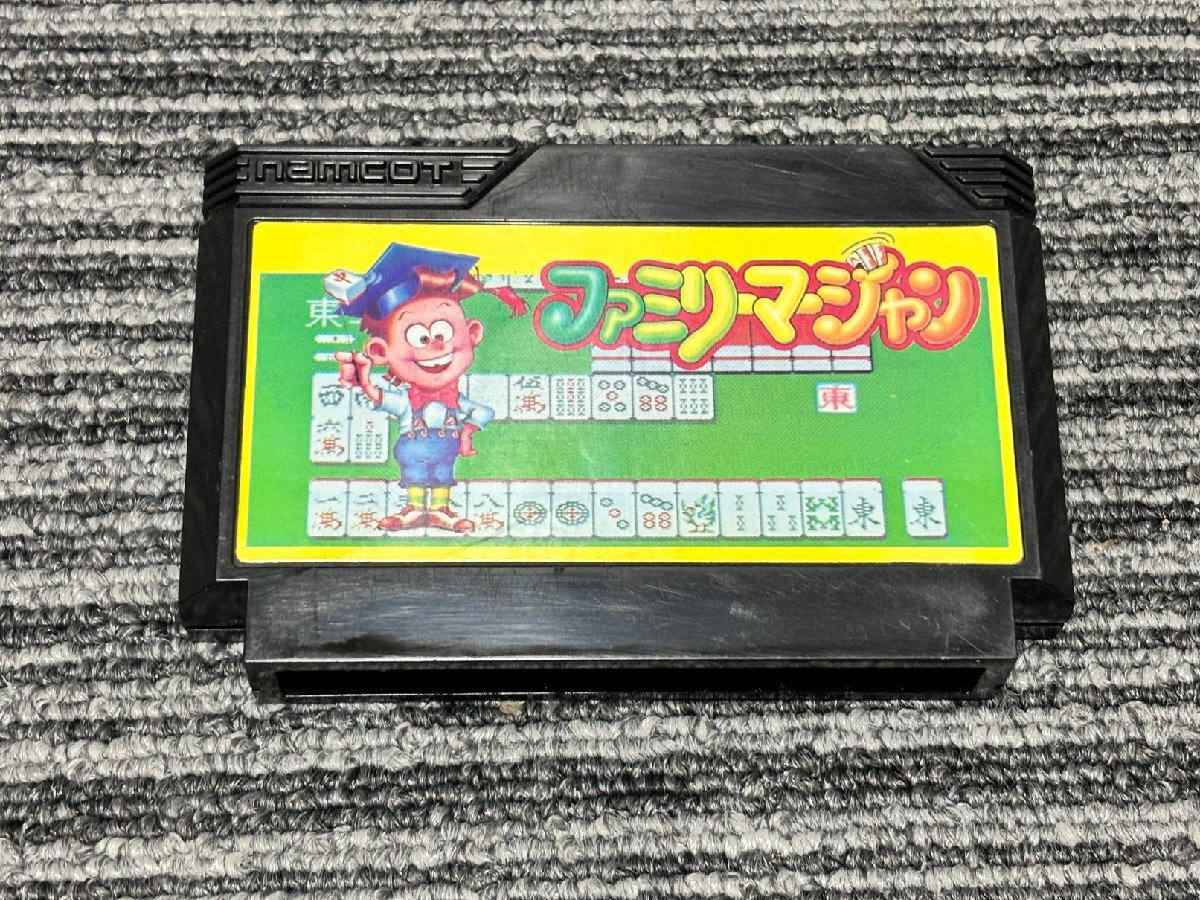 namcot
ファミリーマージャン
東
伍
萬
東
六
萬
一 二 八
萬 萬 萬
東 東